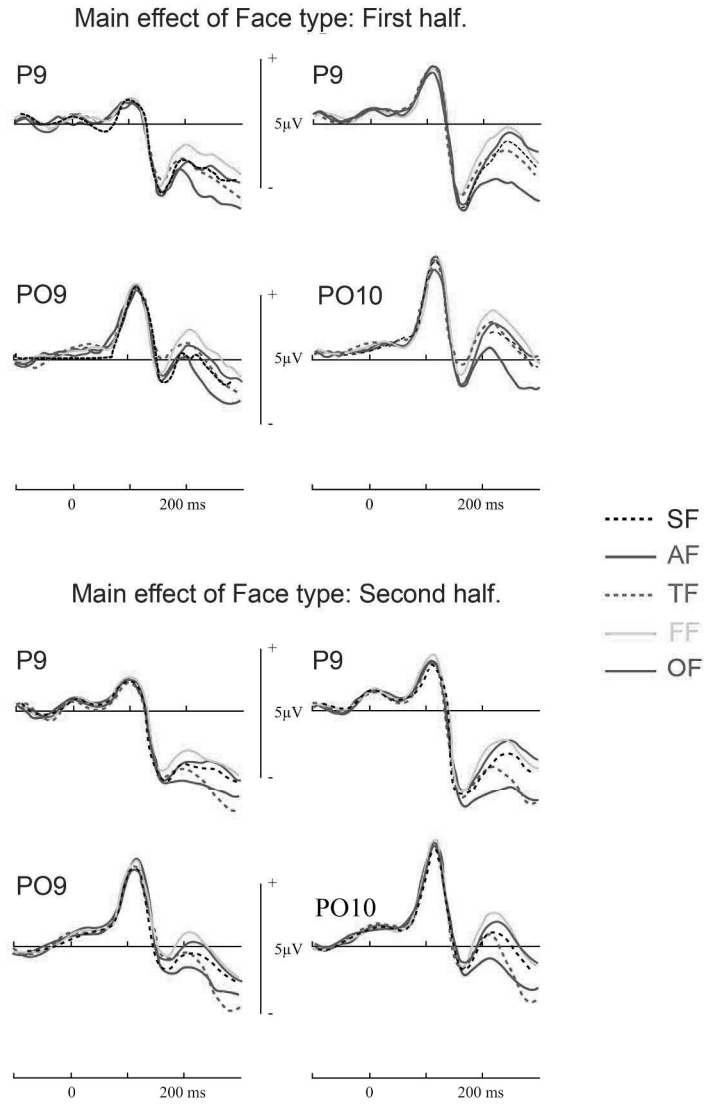 Main effect of Face type: First half.
P9
+
5µV
-
P9
PO9
+
5µV
-
PO10
0
200 ms
0
200 ms
SF
AF
TF
FF
OF
Main effect of Face type: Second half.
P9
+
5µV
-
P9
PO9
+
5µV
-
PO10
0
200 ms
0
200 ms